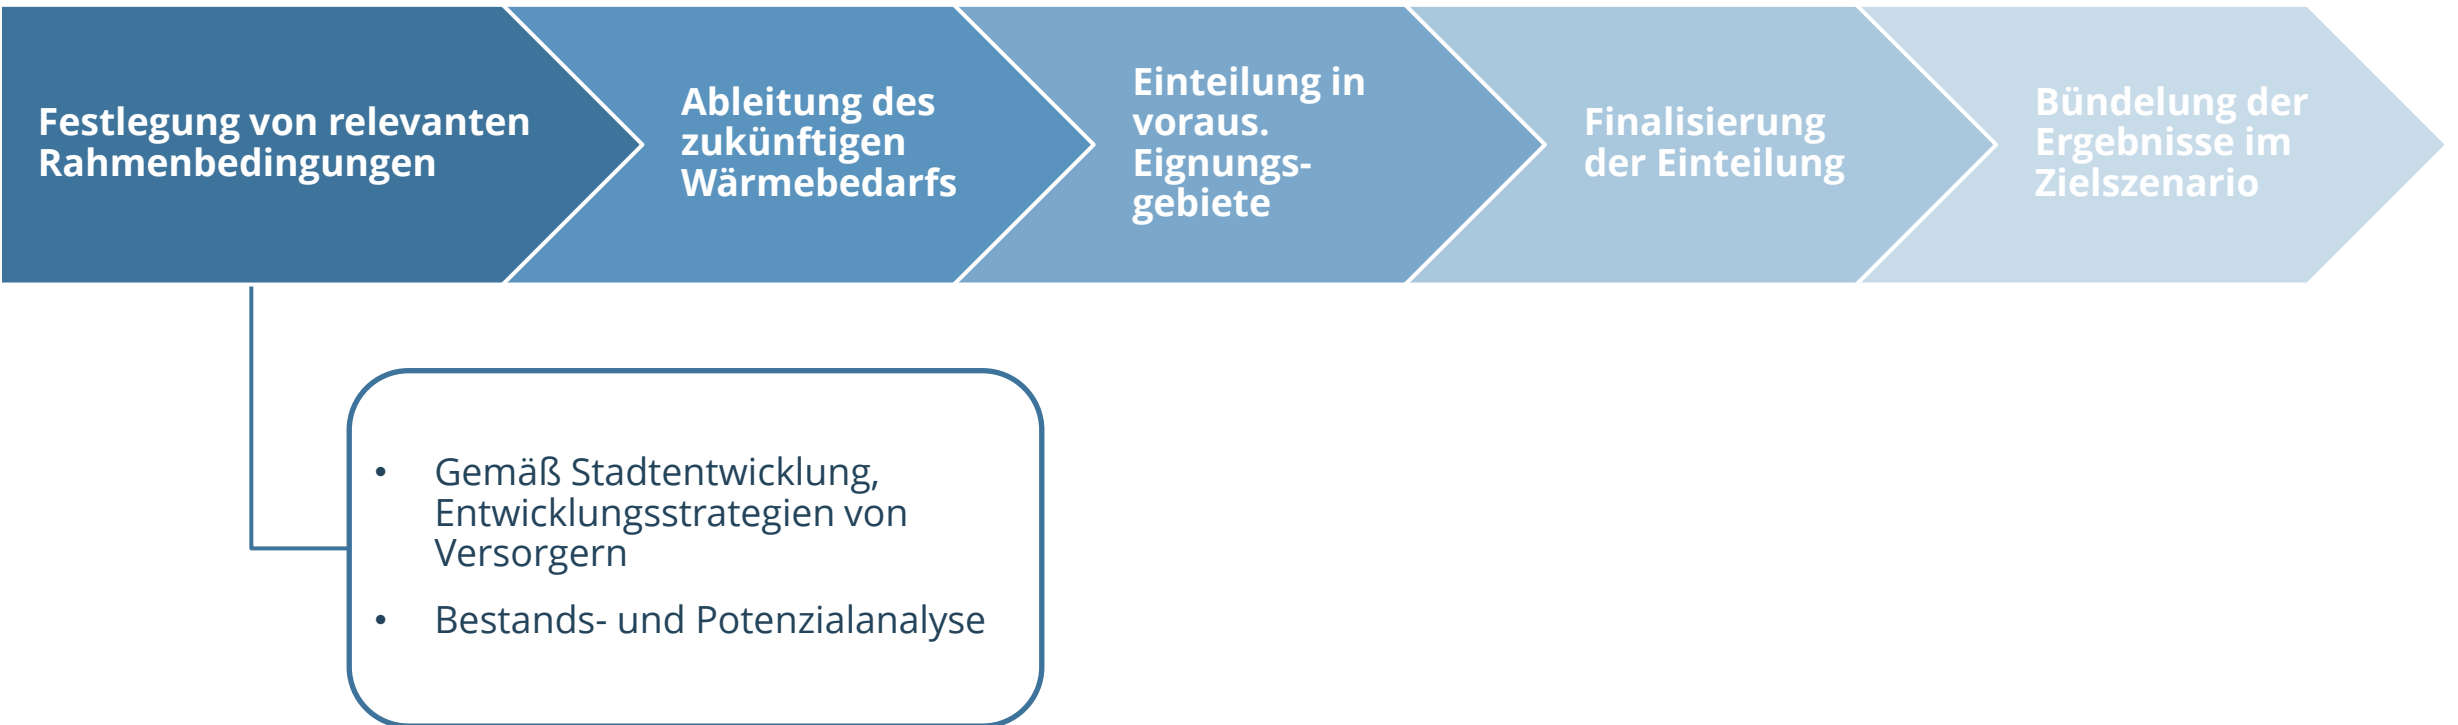 Festlegung von relevanten
Rahmenbedingungen
Ableitung des
zukünftigen
Wärmebedarfs
Einteilung in
voraus.
Eignungs-
gebiete
Finalisierung
der Einteilung
Bündelung der
Ergebnisse im
Zielszenario
• Gemäß Stadtentwicklung,
Entwicklungsstrategien von
Versorgern
• Bestands- und Potenzialanalyse